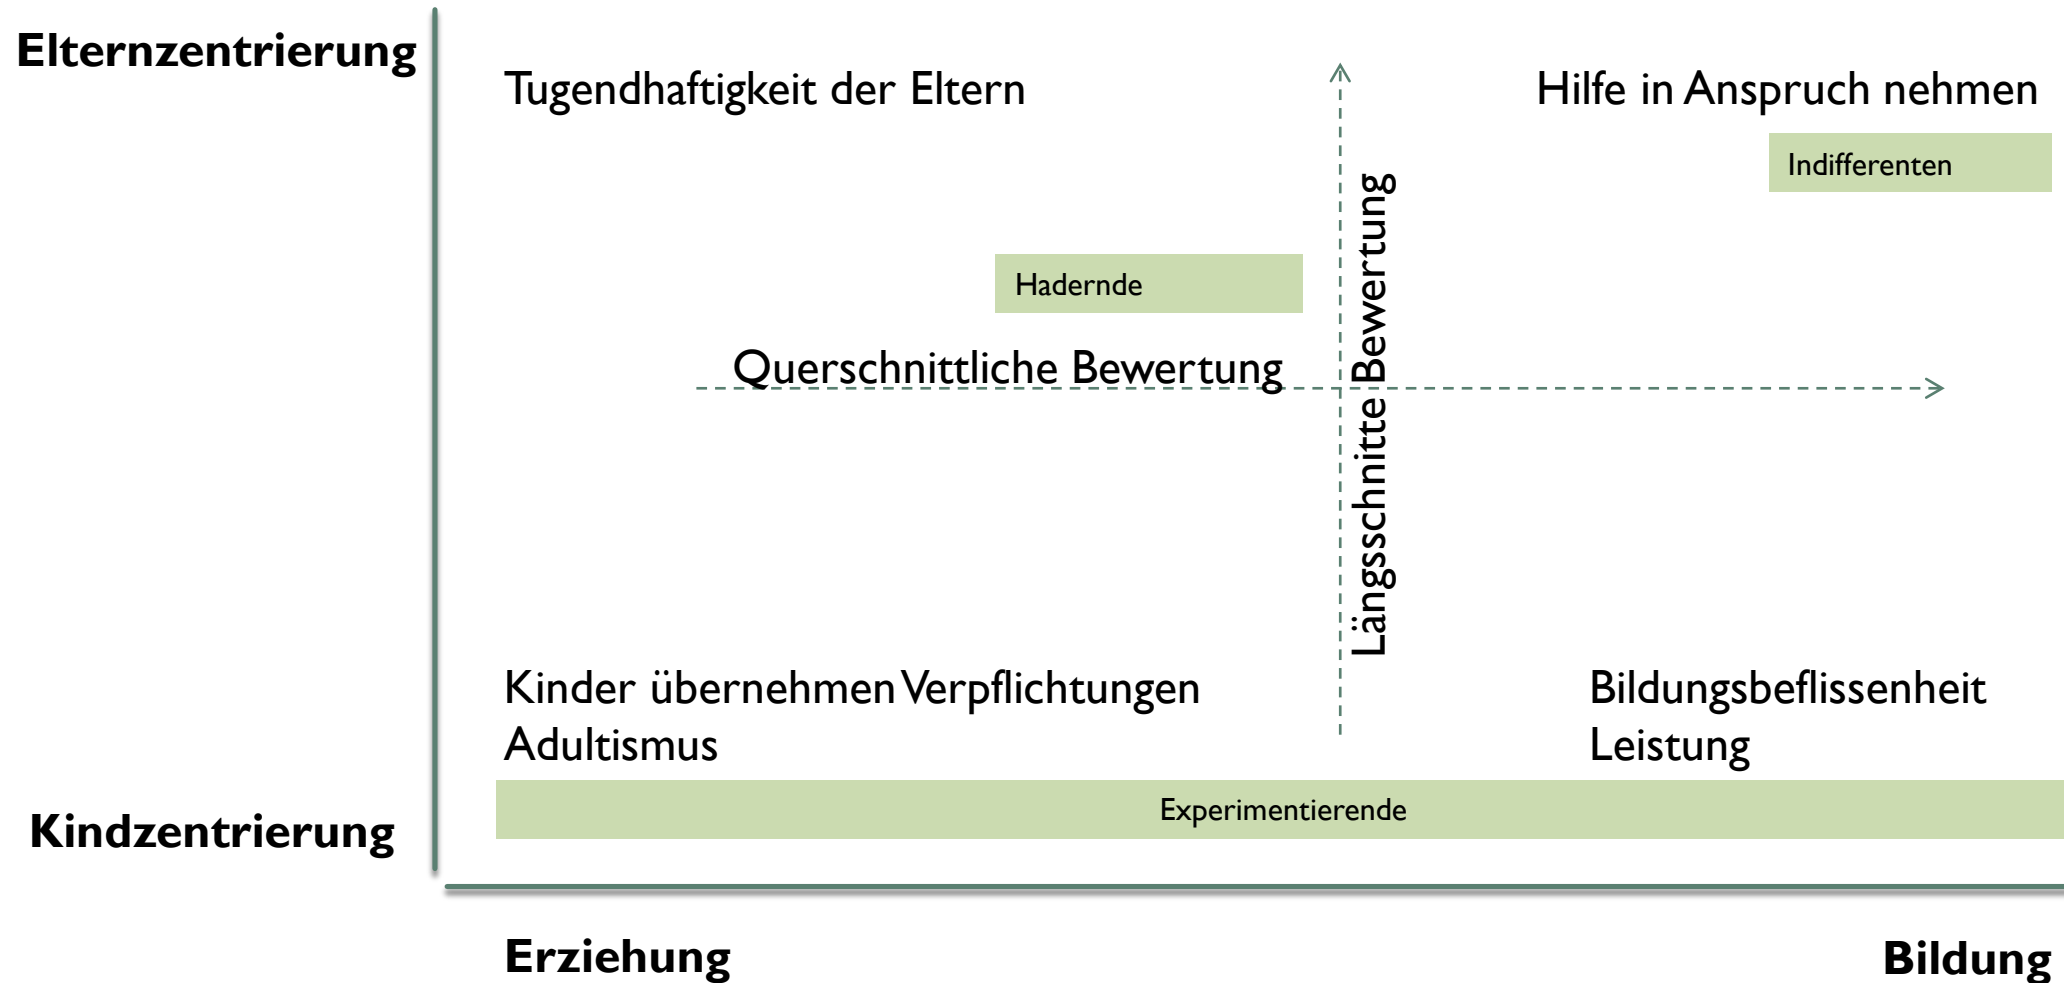 Elternzentrierung
Tugendhaftigkeit der Eltern
Hilfe in Anspruch nehmen
Indifferenten
Hadernde
Querschnittliche Bewertung
Längsschnitte Bewertung
Kinder übernehmen Verpflichtungen
Adultismus
Bildungsbeflissenheit
Leistung
Experimentierende
Kindzentrierung
Erziehung
Bildung